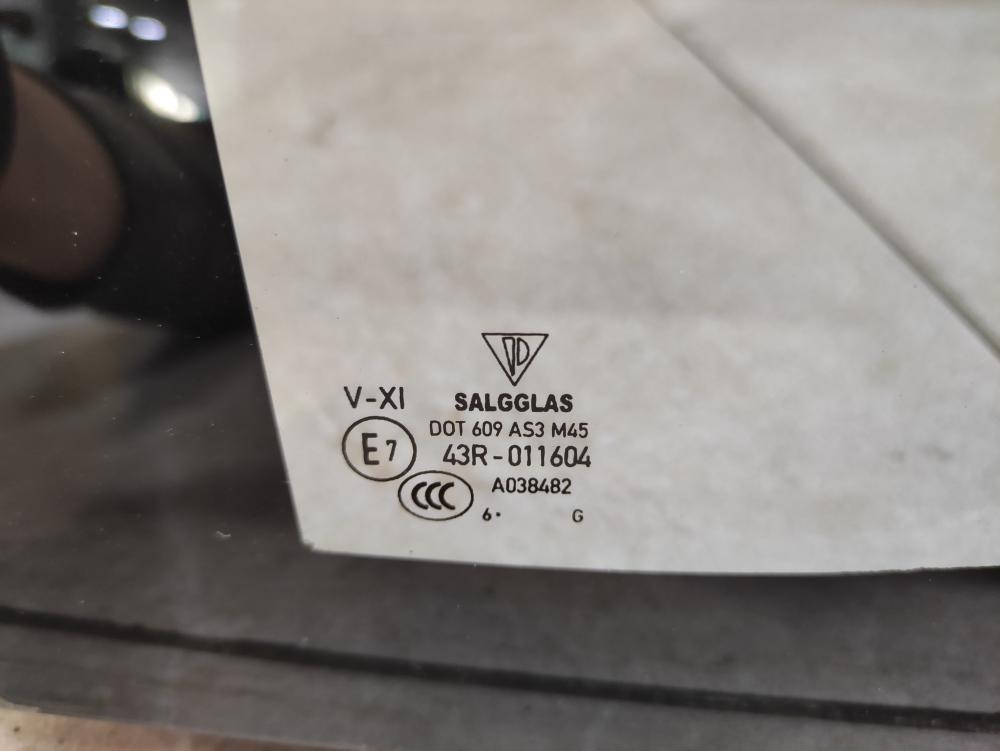 V-XI
SALGGLAS
DOT 609 AS3 M45
E7
43R-011604
CCC
A038482
6· G